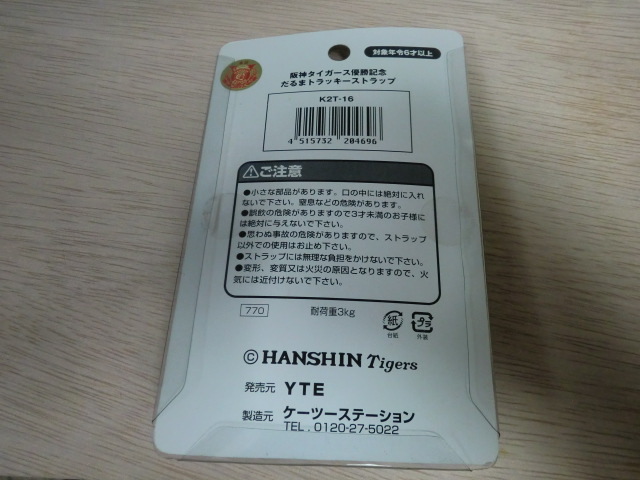 対象年令6才以上
阪神タイガース優勝記念
だるまトラッキーストラップ
K2T-16
4 515732 204696
ご注意
●小さな部品があります。口の中には絶対に入れ
ないで下さい。窒息などの危険があります。
●誤飲の危険がありますので3才未満のお子様に
は絶対に与えないで下さい。
●思わぬ事故の危険がありますので、ストラップ
以外での使用はお止め下さい。
●ストラップには無理な負担をかけないで下さい。
●変形、変質又は火災の原因となりますので、火
気には近付けないで下さい。
770 耐荷重3kg
紙 プラ
台紙 外装
© HANSHIN Tigers
発売元 YTE
製造元 ケーツーステーション
TEL . 0120-27-5022